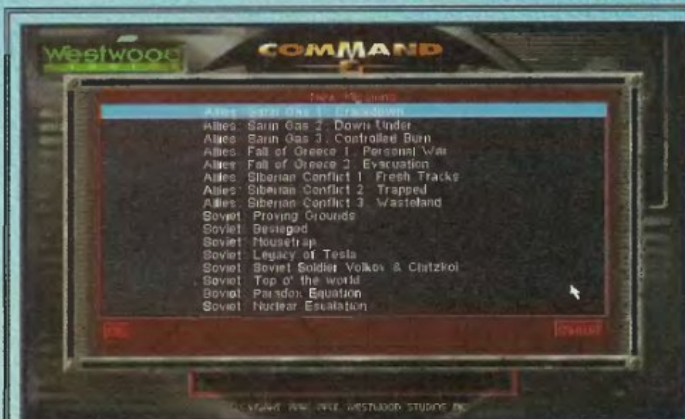 Westwood
COMMAND
New Missions
Allies: Sarin Gas 1: Crackdown
Allies: Sarin Gas 2: Down Under
Allies: Sarin Gas 3: Controlled Burn
Allies: Fall of Greece 1: Personal War
Allies: Fall of Greece 2: Evacuation
Allies: Siberian Conflict 1: Fresh Tracks
Allies: Siberian Conflict 2: Trapped
Allies: Siberian Conflict 3: Wasteland
Soviet: Proving Grounds
Soviet: Besieged
Soviet: Mousetrap
Soviet: Legacy of Tesla
Soviet: Soviet Soldier Volkov & Chitzkoi
Soviet: Top o' the world
Soviet: Paradox Equation
Soviet: Nuclear Escalation
OK Cancel
WESTWOOD STUDIOS INC